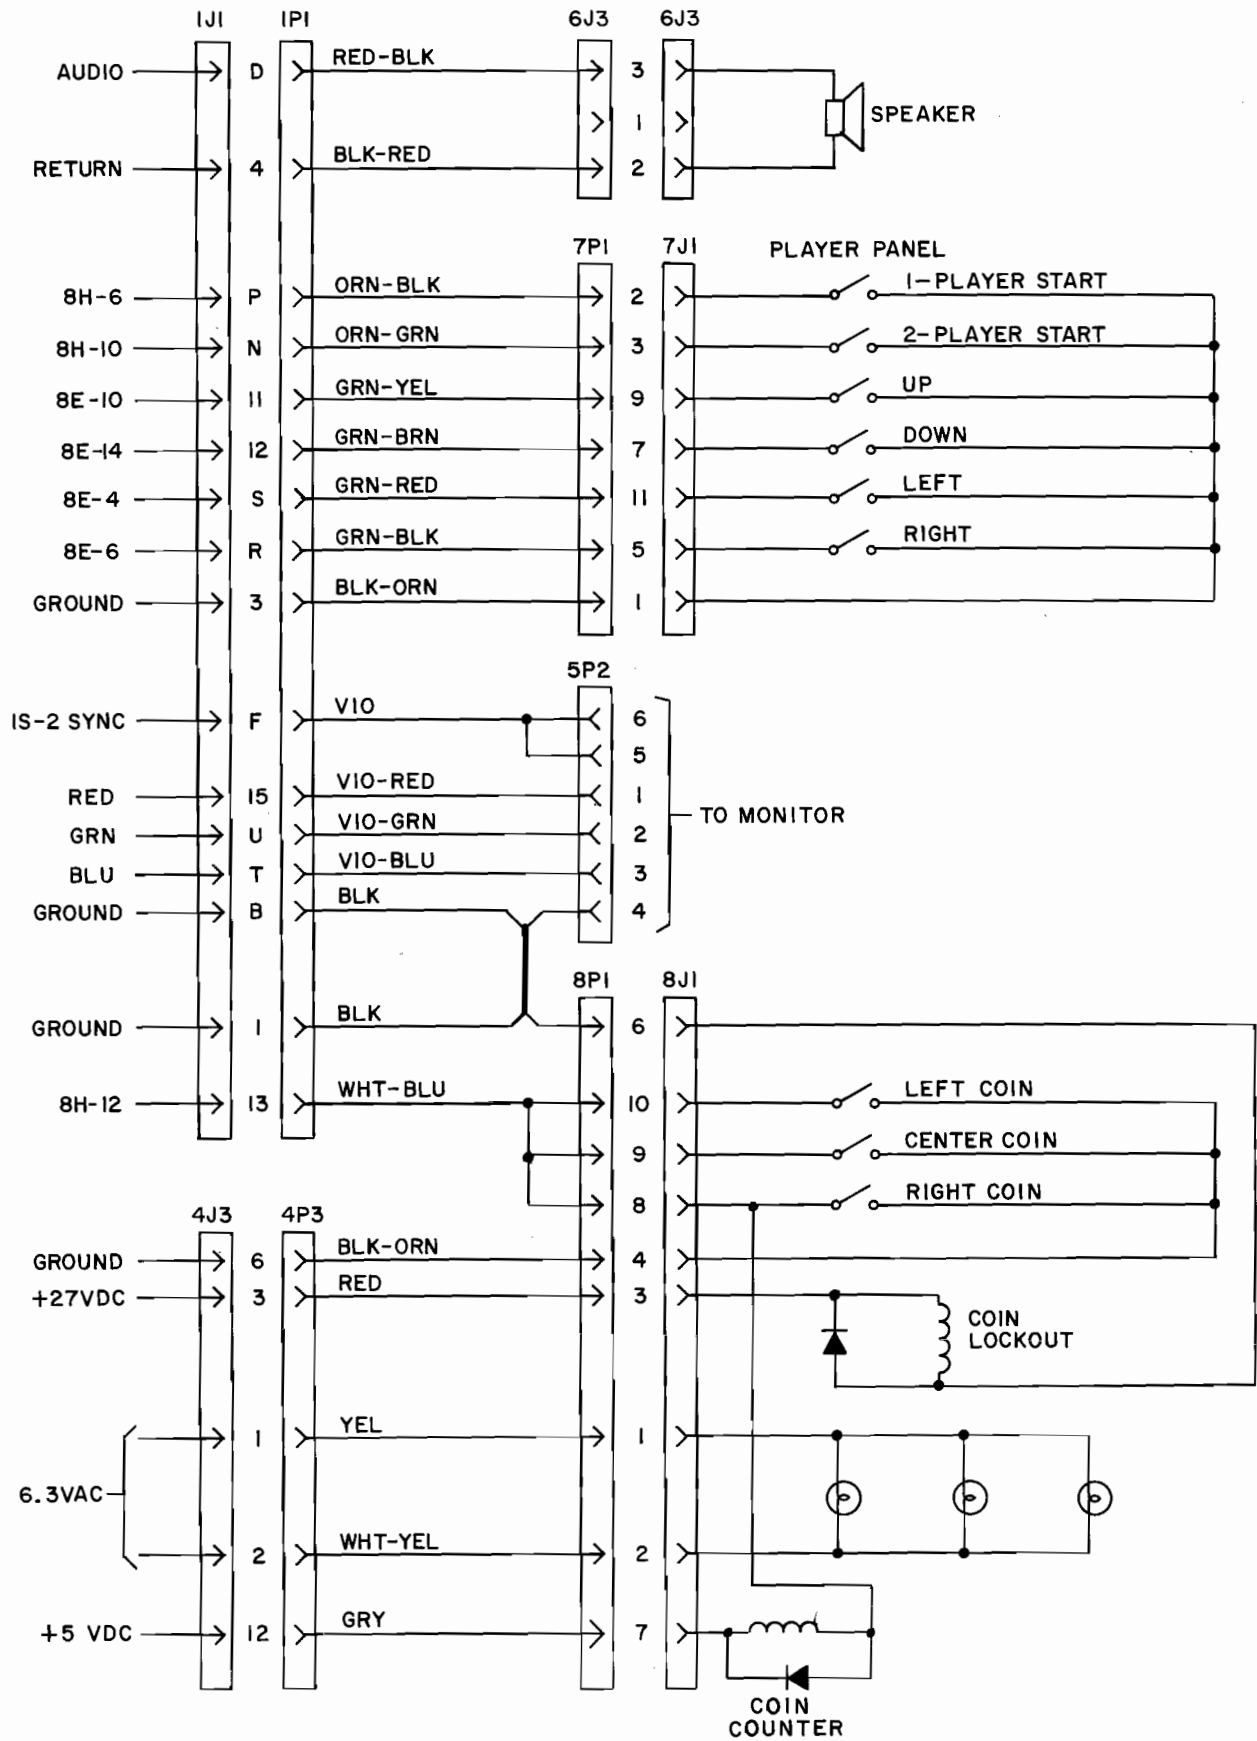 1J1 1P1 6J3 6J3
AUDIO D RED-BLK 3
1 SPEAKER
RETURN 4 BLK-RED 2
7P1 7J1 PLAYER PANEL
8H-6 P ORN-BLK 2 1-PLAYER START
8H-10 N ORN-GRN 3 2-PLAYER START
8E-10 11 GRN-YEL 9 UP
8E-14 12 GRN-BRN 7 DOWN
8E-4 S GRN-RED 11 LEFT
8E-6 R GRN-BLK 5 RIGHT
GROUND 3 BLK-ORN 1
5P2
1S-2 SYNC F VIO 6
5
RED 15 VIO-RED 1
TO MONITOR
GRN U VIO-GRN 2
BLU T VIO-BLU 3
GROUND B BLK 4
8P1 8J1
GROUND 1 BLK 6
8H-12 13 WHT-BLU 10 LEFT COIN
9 CENTER COIN
8 RIGHT COIN
4J3 4P3
GROUND 6 BLK-ORN 4
+27VDC 3 RED 3
COIN
LOCKOUT
1 YEL 1
6.3VAC
2 WHT-YEL 2
+5 VDC 12 GRY 7
COIN
COUNTER